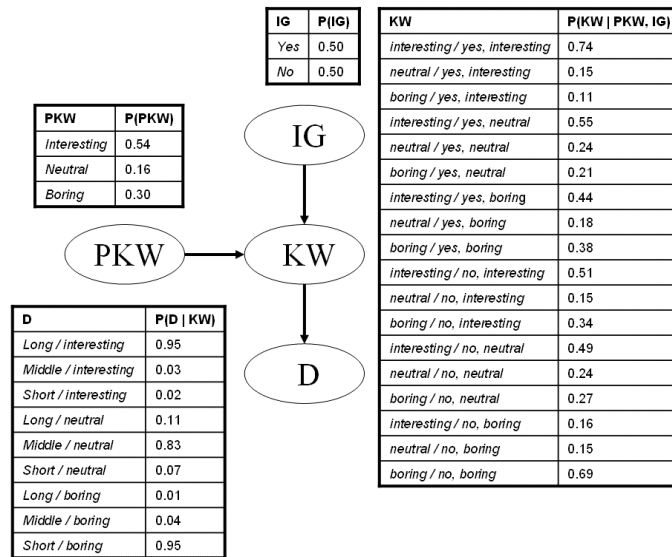 IG P(IG)
Yes 0.50
No 0.50
KW P(KW | PKW, IG)
interesting / yes, interesting 0.74
neutral / yes, interesting 0.15
boring / yes, interesting 0.11
interesting / yes, neutral 0.55
neutral / yes, neutral 0.24
boring / yes, neutral 0.21
interesting / yes, boring 0.44
neutral / yes, boring 0.18
boring / yes, boring 0.38
interesting / no, interesting 0.51
neutral / no, interesting 0.15
boring / no, interesting 0.34
interesting / no, neutral 0.49
neutral / no, neutral 0.24
boring / no, neutral 0.27
interesting / no, boring 0.16
neutral / no, boring 0.15
boring / no, boring 0.69
PKW P(PKW)
Interesting 0.54
Neutral 0.16
Boring 0.30
IG
PKW
KW
D
D P(D | KW)
Long / interesting 0.95
Middle / interesting 0.03
Short / interesting 0.02
Long / neutral 0.11
Middle / neutral 0.83
Short / neutral 0.07
Long / boring 0.01
Middle / boring 0.04
Short / boring 0.95